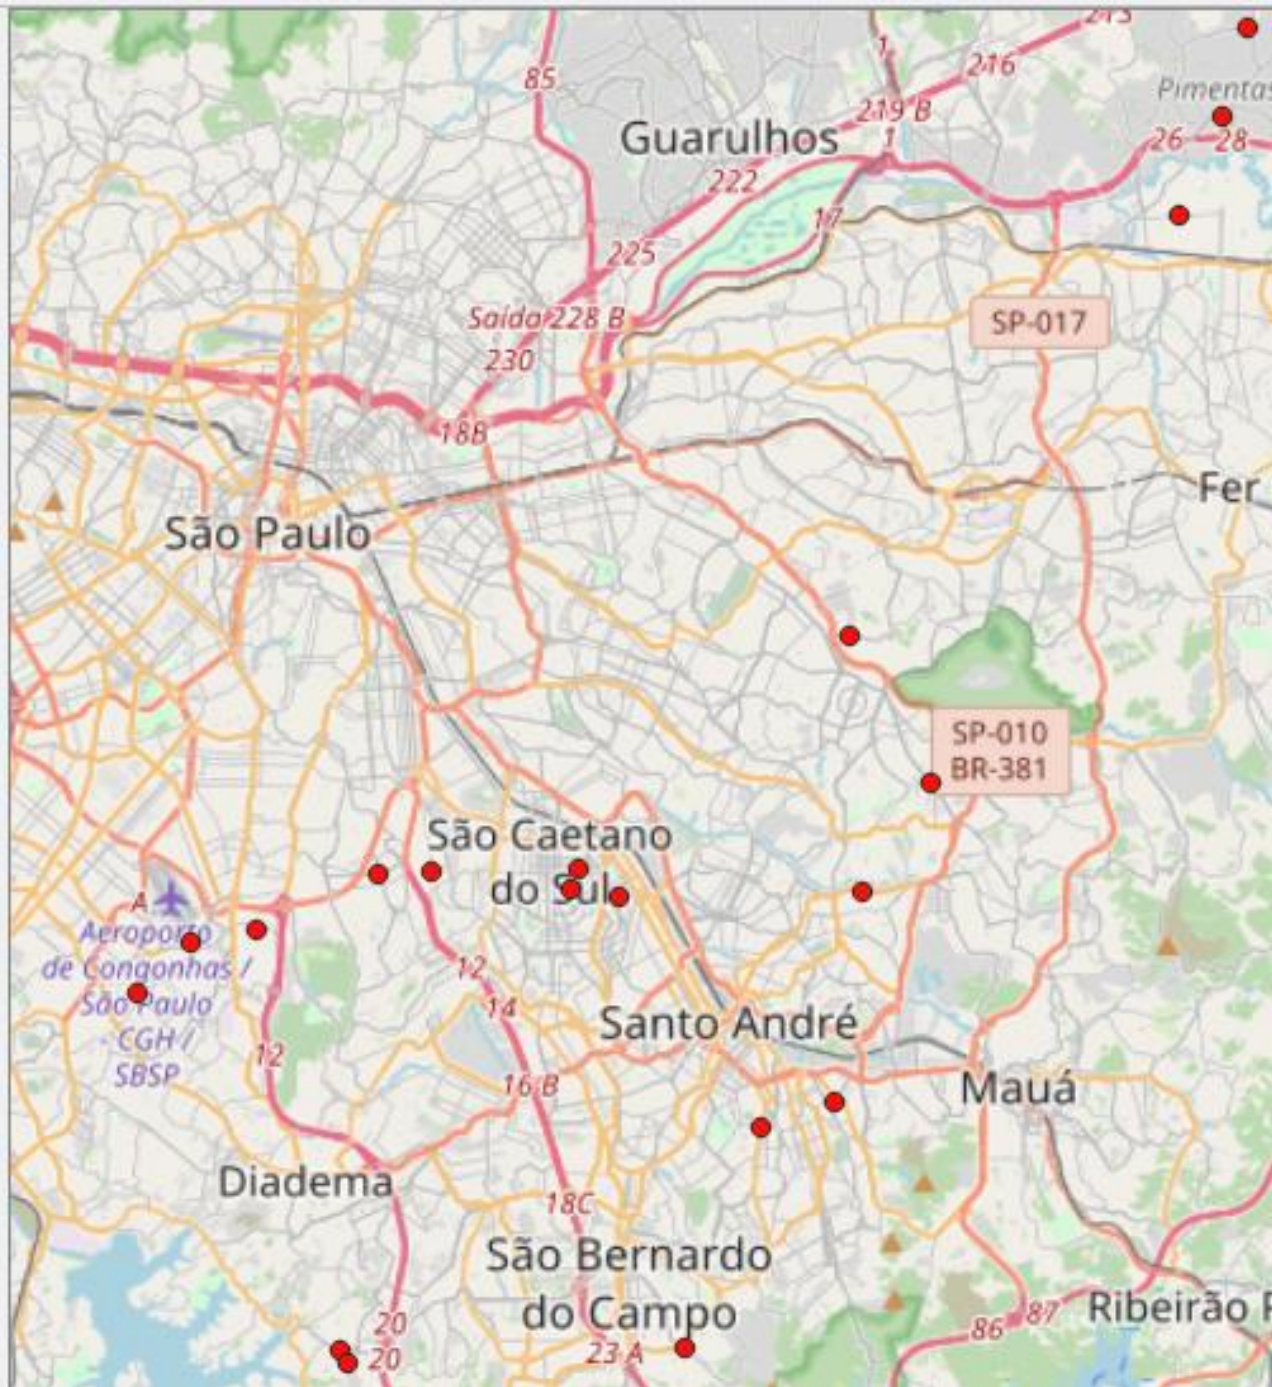 213
85
1
216
Pimentas
219 B
Guarulhos
1
26
28
222
17
225
Saída 228 B
SP-017
230
18B
Fer
São Paulo
SP-010
BR-381
São Caetano
do Sul
A
Aeroporto
de Congonhas /
São Paulo
- CGH /
SBSP
12
14
Santo André
12
16 B
Mauá
Diadema
18C
São Bernardo
do Campo
Ribeirão P
87
86
20
20
23 A